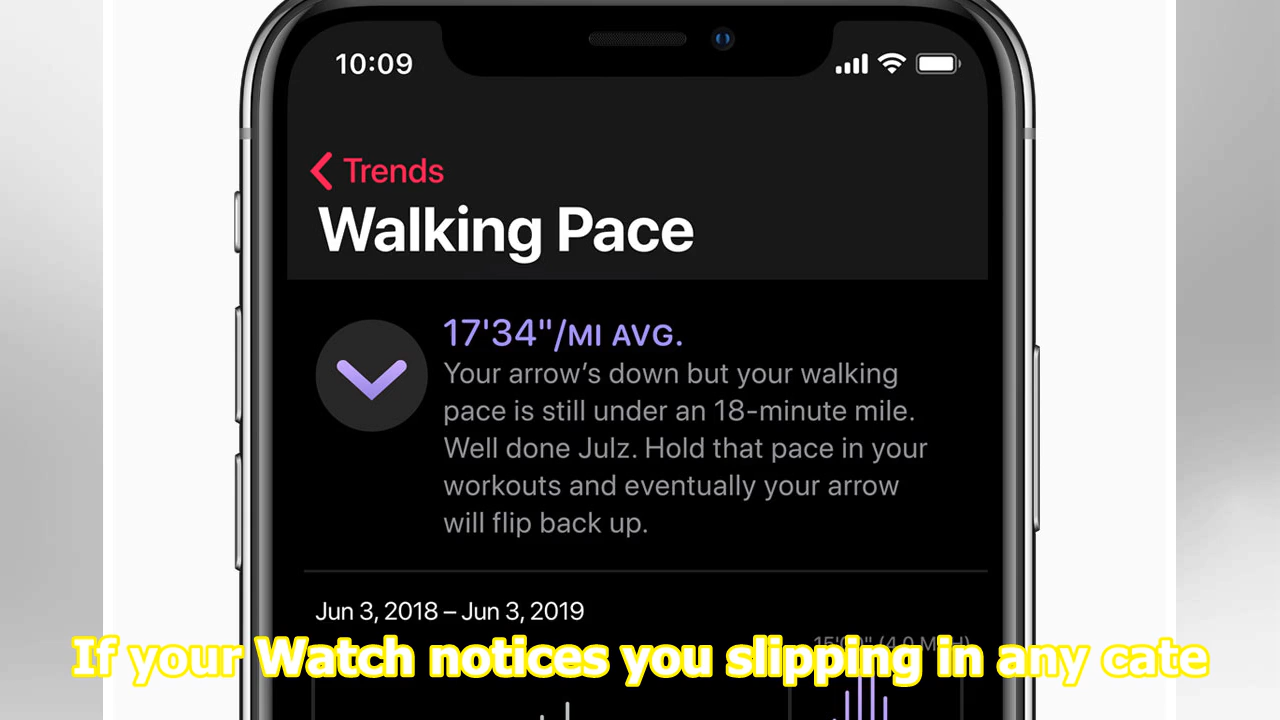 10:09
Trends
Walking Pace
17'34"/MI AVG.
Your arrow's down but your walking
pace is still under an 18-minute mile.
Well done Julz. Hold that pace in your
workouts and eventually your arrow
will flip back up.
Jun 3, 2018 – Jun 3, 2019
If your Watch notices you slipping in any cate